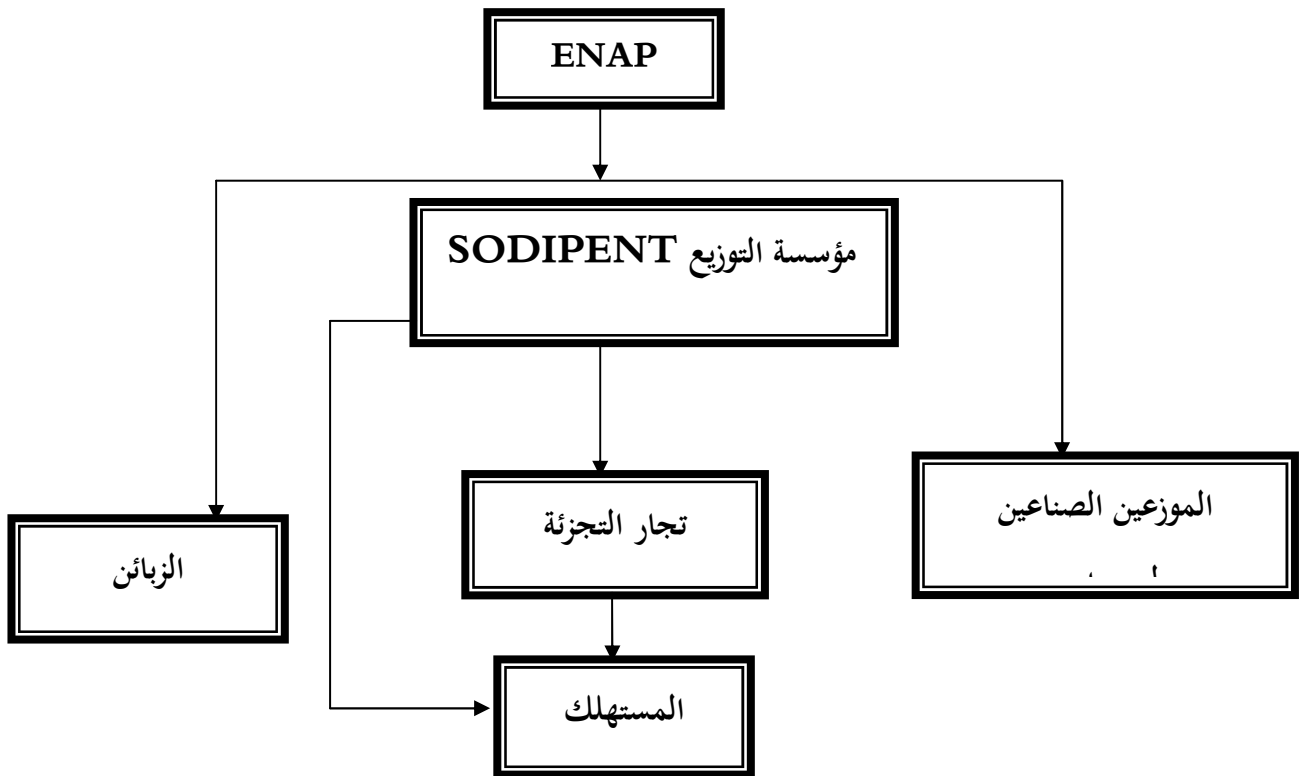 ENAP
مؤسسة التوزيع SODIPENT
الموزعين الصناعين
تجار التجزئة
الزبائن
المستهلك